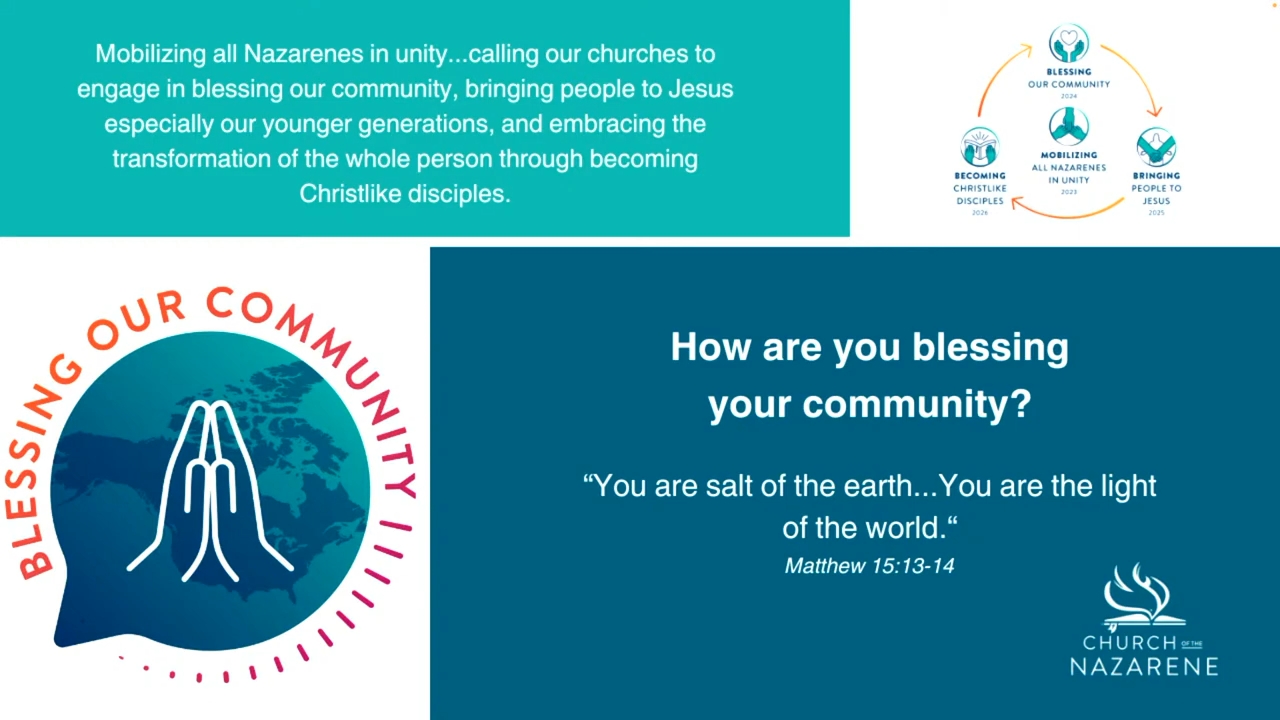 Mobilizing all Nazarenes in unity...calling our churches to
engage in blessing our community, bringing people to Jesus
especially our younger generations, and embracing the
transformation of the whole person through becoming
Christlike disciples.
BLESSING
OUR COMMUNITY
2024
MOBILIZING
ALL NAZARENES
IN UNITY
2023
BECOMING
CHRISTLIKE
DISCIPLES
2026
BRINGING
PEOPLE TO
JESUS
2025
BLESSING OUR COMMUNITY
How are you blessing
your community?
“You are salt of the earth...You are the light
of the world.“
Matthew 15:13-14
CHURCH OF THE
NAZARENE